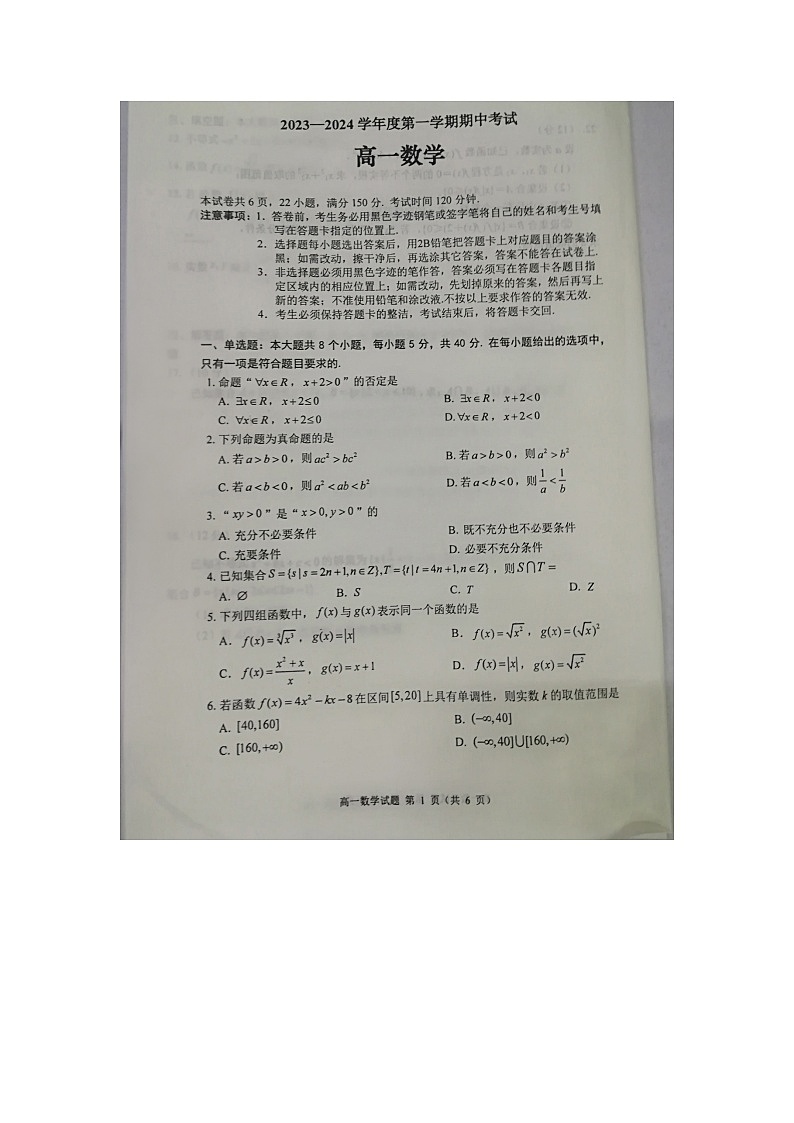 2023—2024 学年度第一学期期中考试
高一数学
本试卷共 6 页，22 小题，满分 150 分. 考试时间 120 分钟.
注意事项：1. 答卷前，考生务必用黑色字迹钢笔或签字笔将自己的姓名和考生号填
写在答题卡指定的位置上.
2. 选择题每小题选出答案后，用2B铅笔把答题卡上对应题目的答案涂
黑；如需改动，擦干净后，再选涂其它答案，答案不能答在试卷上.
3. 非选择题必须用黑色字迹的笔作答，答案必须写在答题卡各题目指
定区域内的相应位置上；如需改动，先划掉原来的答案，然后再写上
新的答案；不准使用铅笔和涂改液.不按以上要求作答的答案无效.
4. 考生必须保持答题卡的整洁，考试结束后，将答题卡交回.
一、单选题：本大题共 8 个小题，每小题 5 分，共 40 分. 在每小题给出的选项中，
只有一项是符合题目要求的.
1. 命题“ ∀x∈R，x+2>0 ”的否定是
A. ∃x∈R，x+2≤0 B. ∃x∈R，x+2<0
C. ∀x∈R，x+2≤0 D. ∀x∈R，x+2<0
2. 下列命题为真命题的是
A. 若 a>b>0，则 ac²>bc² B. 若 a>b>0，则 a²>b²
C. 若 a<b<0，则 a²<ab<b² D. 若 a<b<0，则 1/a<1/b
3. “ xy>0 ”是“ x>0, y>0 ”的
A. 充分不必要条件 B. 既不充分也不必要条件
C. 充要条件 D. 必要不充分条件
4. 已知集合 S={s|s=2n+1,n∈Z},T={t|t=4n+1,n∈Z}，则 S∩T=
A. ∅ B. S C. T D. Z
5. 下列四组函数中，f(x) 与 g(x) 表示同一个函数的是
A. f(x)=∛x³，g(x)=|x| B. f(x)=√x²，g(x)=(√x)²
C. f(x)=(x²+x)/x，g(x)=x+1 D. f(x)=|x|，g(x)=√x²
6. 若函数 f(x)=4x²−kx−8 在区间 [5,20] 上具有单调性，则实数 k 的取值范围是
A. [40,160] B. (−∞,40]
C. [160,+∞) D. (−∞,40]∪[160,+∞)
高一数学试题 第 1 页（共 6 页）